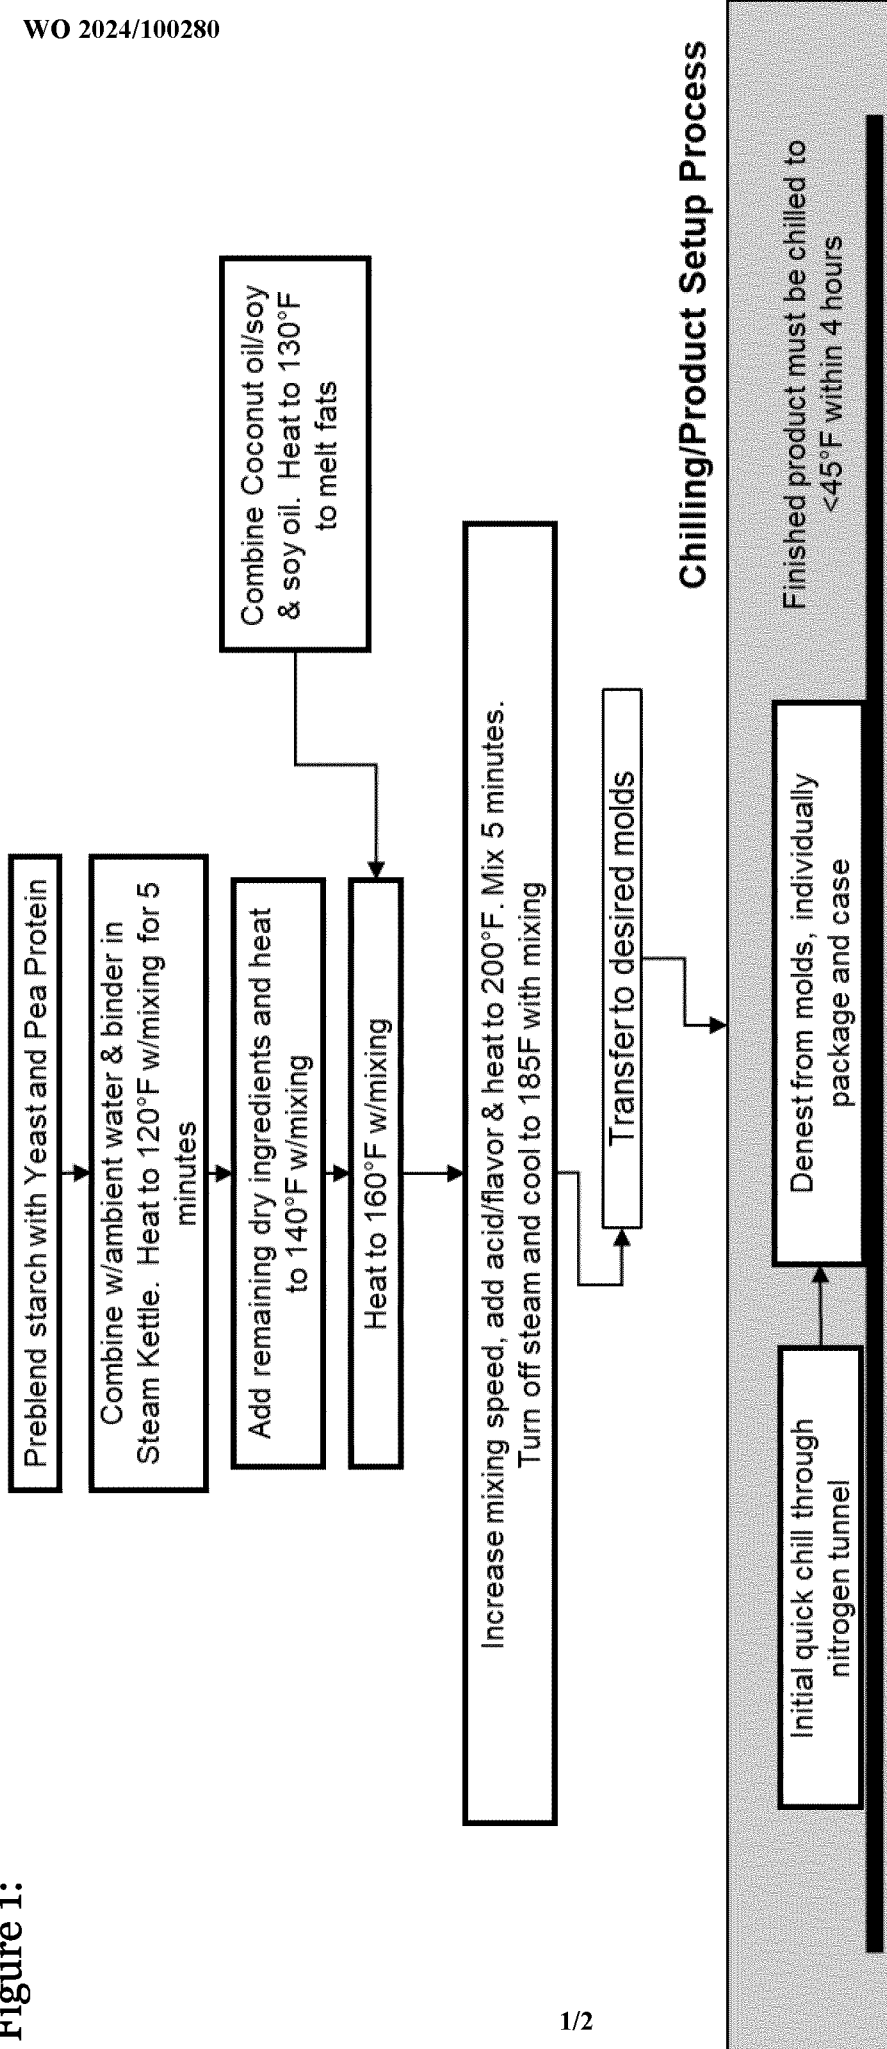 WO 2024/100280
Figure 1:
Preblend starch with Yeast and Pea Protein
Combine w/ambient water & binder in
Steam Kettle.  Heat to 120°F w/mixing for 5
minutes
Add remaining dry ingredients and heat
to 140°F w/mixing
Combine Coconut oil/soy
& soy oil.  Heat to 130°F
to melt fats
Heat to 160°F w/mixing
Increase mixing speed, add acid/flavor & heat to 200°F. Mix 5 minutes.
Turn off steam and cool to 185F with mixing
Transfer to desired molds
Chilling/Product Setup Process
Initial quick chill through
nitrogen tunnel
Denest from molds, individually
package and case
Finished product must be chilled to
<45°F within 4 hours
1/2